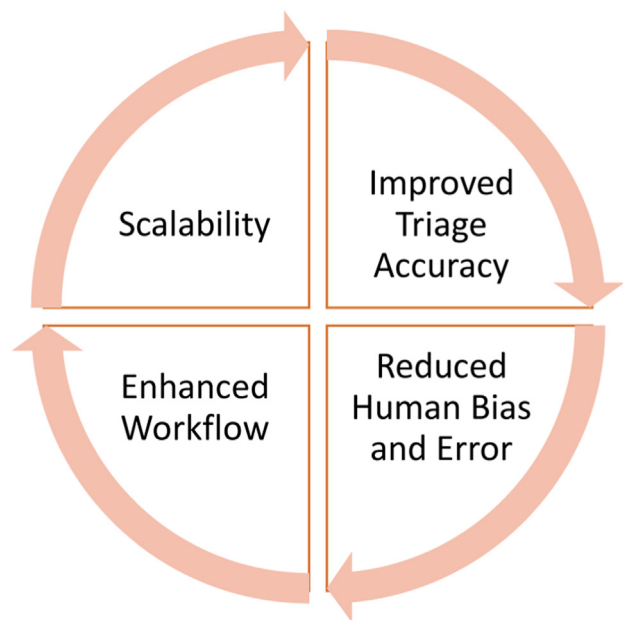 Scalability
Improved
Triage
Accuracy
Enhanced
Workflow
Reduced
Human Bias
and Error